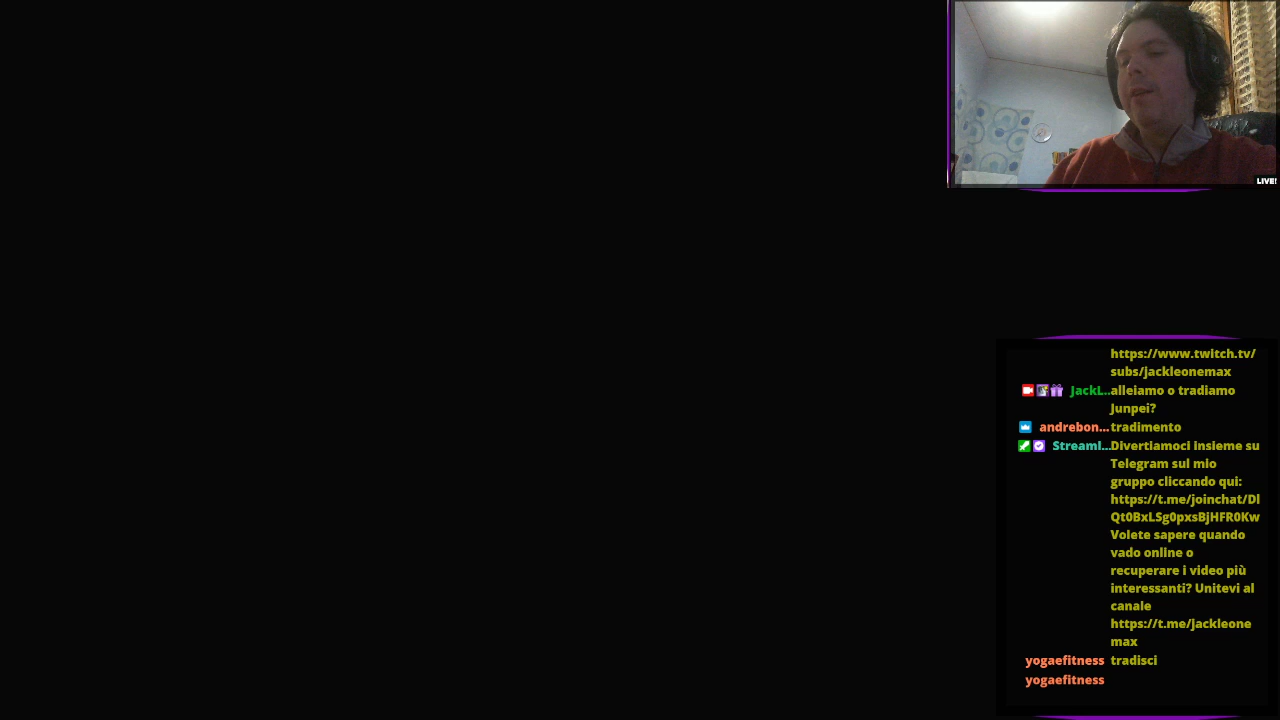 LIVE!
https://www.twitch.tv/
subs/jackleonemax
JackL... alleiamo o tradiamo
Junpei?
andrebon... tradimento
Streaml... Divertiamoci insieme su
Telegram sul mio
gruppo cliccando qui:
https://t.me/joinchat/Dl
Qt0BxLSg0pxsBjHFR0Kw
Volete sapere quando
vado online o
recuperare i video più
interessanti? Unitevi al
canale
https://t.me/jackleone
max
yogaefitness tradisci
yogaefitness